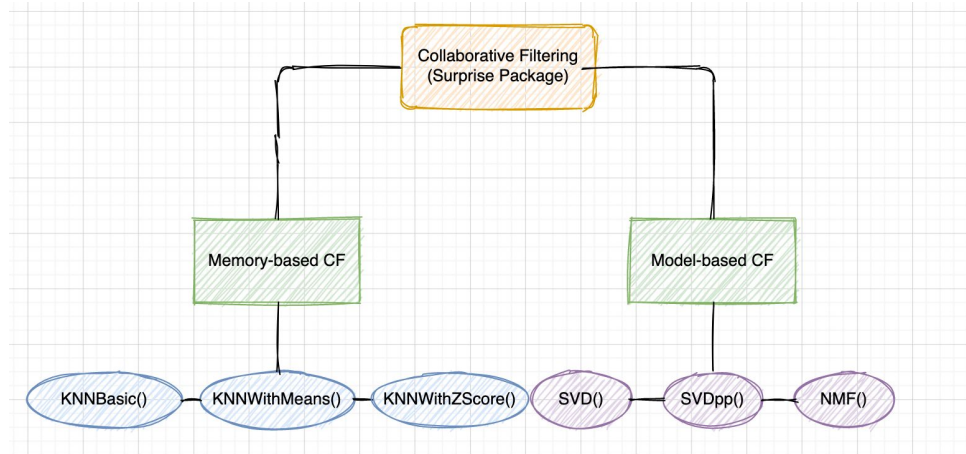 Collaborative Filtering
(Surprise Package)
Memory-based CF
Model-based CF
KNNBasic()
KNNWithMeans()
KNNWithZScore()
SVD()
SVDpp()
NMF()